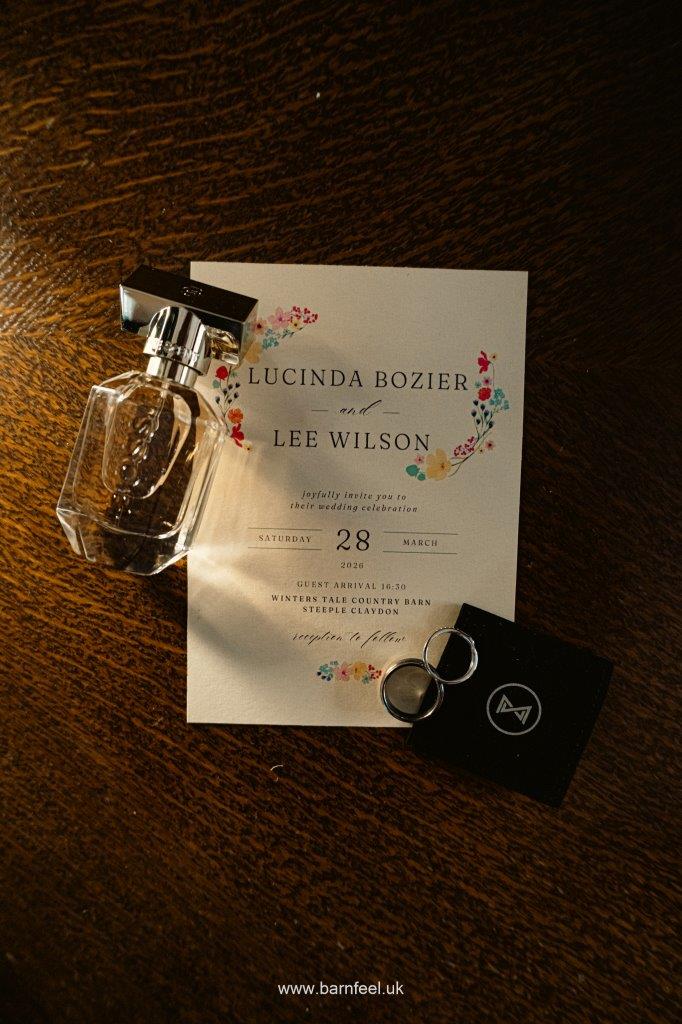 BOSS
LUCINDA BOZIER
and
LEE WILSON
joyfully invite you to
their wedding celebration
SATURDAY 28 MARCH
2026
GUEST ARRIVAL 16:30
WINTERS TALE COUNTRY BARN
STEEPLE CLAYDON
reception to follow
www.barnfeel.uk